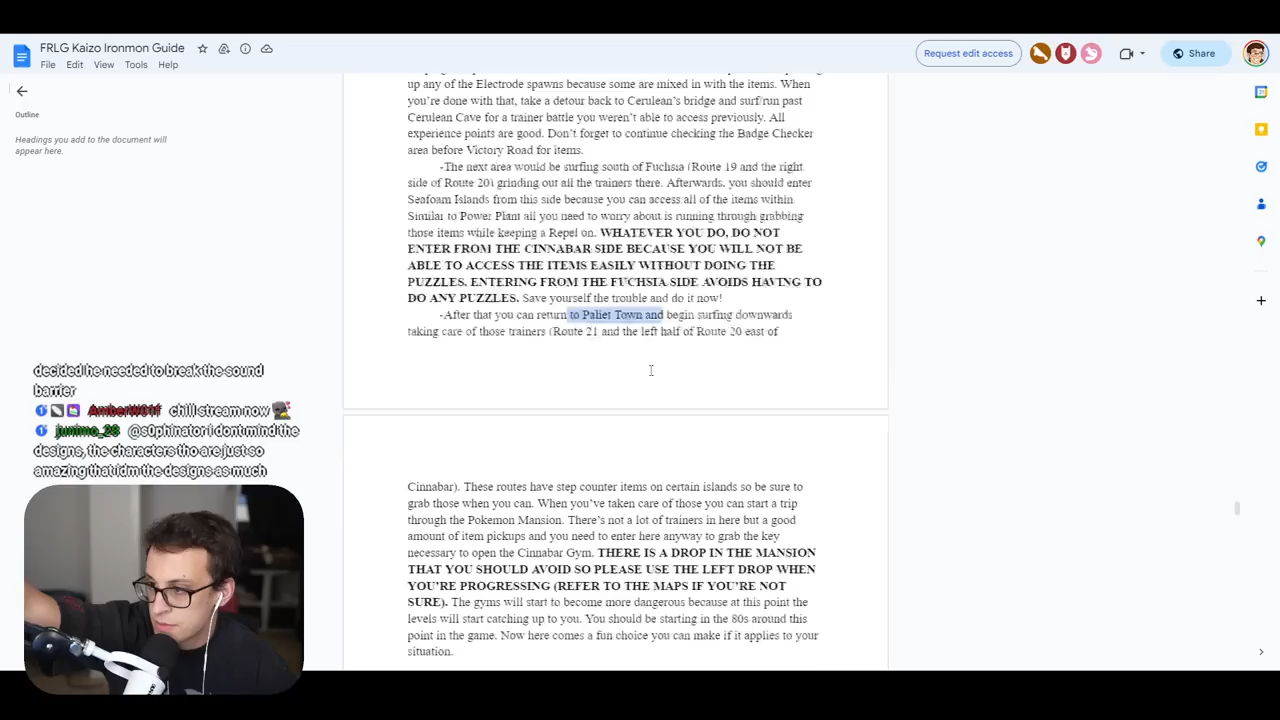 FRLG Kaizo Ironmon Guide
File Edit View Tools Help
Request edit access
Share
Outline
Headings you add to the document will
appear here.
up any of the Electrode spawns because some are mixed in with the items. When
you're done with that, take a detour back to Cerulean's bridge and surf/run past
Cerulean Cave for a trainer battle you weren't able to access previously. All
experience points are good. Don't forget to continue checking the Badge Checker
area before Victory Road for items.
-The next area would be surfing south of Fuchsia (Route 19 and the right
side of Route 20) grinding out all the trainers there. Afterwards, you should enter
Seafoam Islands from this side because you can access all of the items within
Similar to Power Plant all you need to worry about is running through grabbing
those items while keeping a Repel on. WHATEVER YOU DO, DO NOT
ENTER FROM THE CINNABAR SIDE BECAUSE YOU WILL NOT BE
ABLE TO ACCESS THE ITEMS EASILY WITHOUT DOING THE
PUZZLES. ENTERING FROM THE FUCHSIA SIDE AVOIDS HAVING TO
DO ANY PUZZLES. Save yourself the trouble and do it now!
-After that you can return to Pallet Town and begin surfing downwards
taking care of those trainers (Route 21 and the left half of Route 20 east of
Cinnabar). These routes have step counter items on certain islands so be sure to
grab those when you can. When you've taken care of those you can start a trip
through the Pokemon Mansion. There's not a lot of trainers in here but a good
amount of item pickups and you need to enter here anyway to grab the key
necessary to open the Cinnabar Gym. THERE IS A DROP IN THE MANSION
THAT YOU SHOULD AVOID SO PLEASE USE THE LEFT DROP WHEN
YOU'RE PROGRESSING (REFER TO THE MAPS IF YOU'RE NOT
SURE). The gyms will start to become more dangerous because at this point the
levels will start catching up to you. You should be starting in the 80s around this
point in the game. Now here comes a fun choice you can make if it applies to your
situation.
decided he needed to break the sound
barrier
AmberW01f chill stream now
junimo_28 @s0phinator i dont mind the
designs, the characters tho are just so
amazing that idm the designs as much